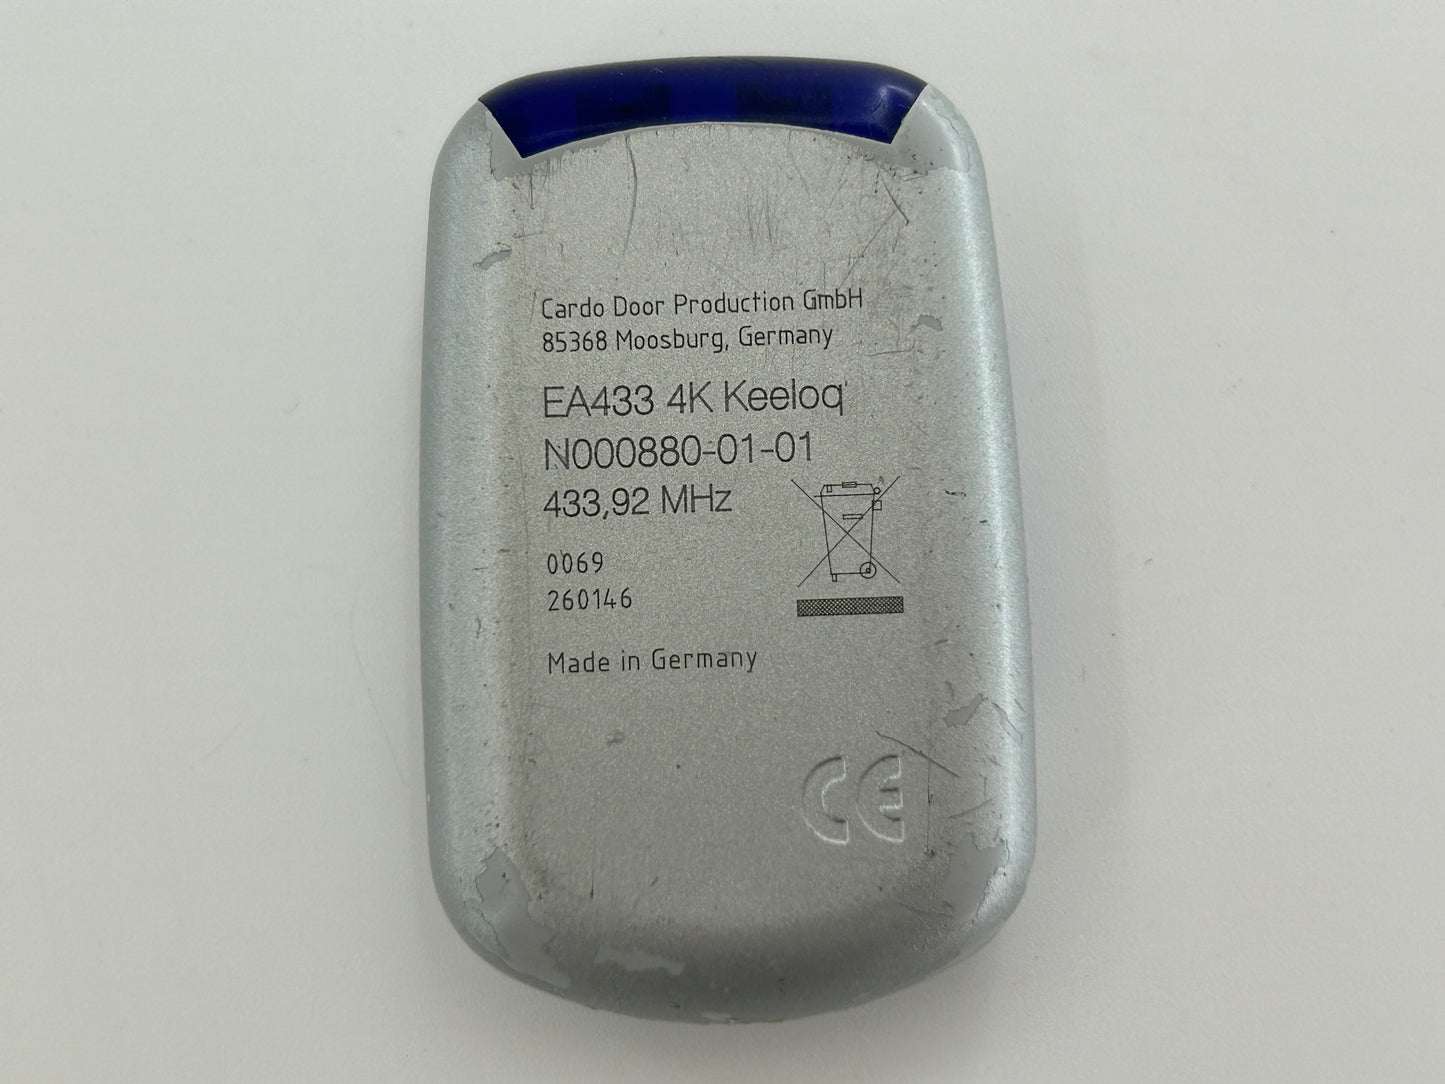 Cardo Door Production GmbH
85368 Moosburg, Germany
EA433 4K Keeloq
N000880-01-01
433,92 MHz
0069
260146
Made in Germany
CE